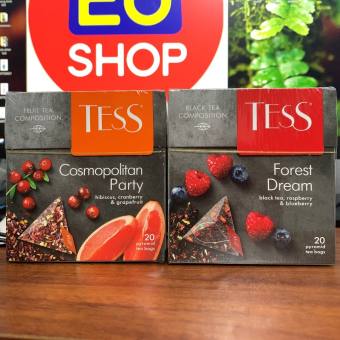 EU
SHOP
FRUIT TEA
COMPOSITION
TESS
Cosmopolitan
Party
hibiscus, cranberry
& grapefruit
20
pyramid
tea bags
BLACK TEA
COMPOSITION
TESS
Forest
Dream
black tea, raspberry
& blueberry
20
pyramid
tea bags